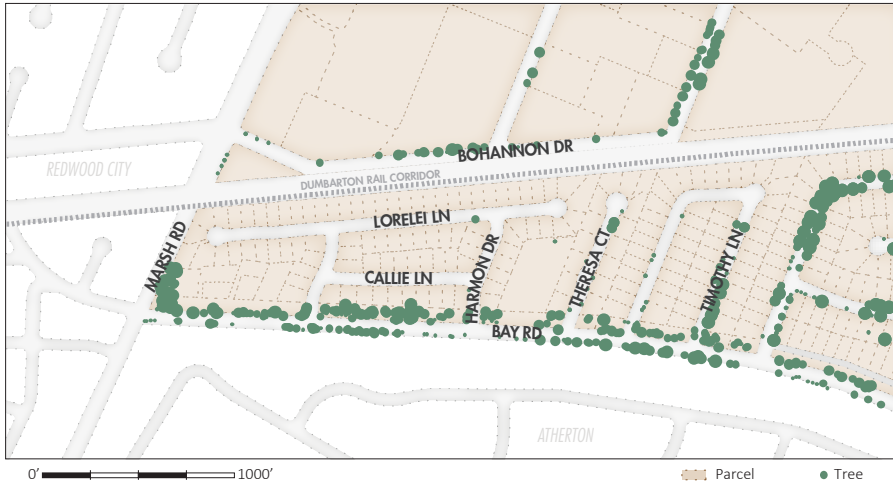 BOHANNON DR
REDWOOD CITY
DUMBARTON RAIL CORRIDOR
LORELEI LN
MARSH RD
HARMON DR
THERESA CT
TIMOTHY LN
CALLIE LN
BAY RD
ATHERTON
0' 1000' Parcel Tree